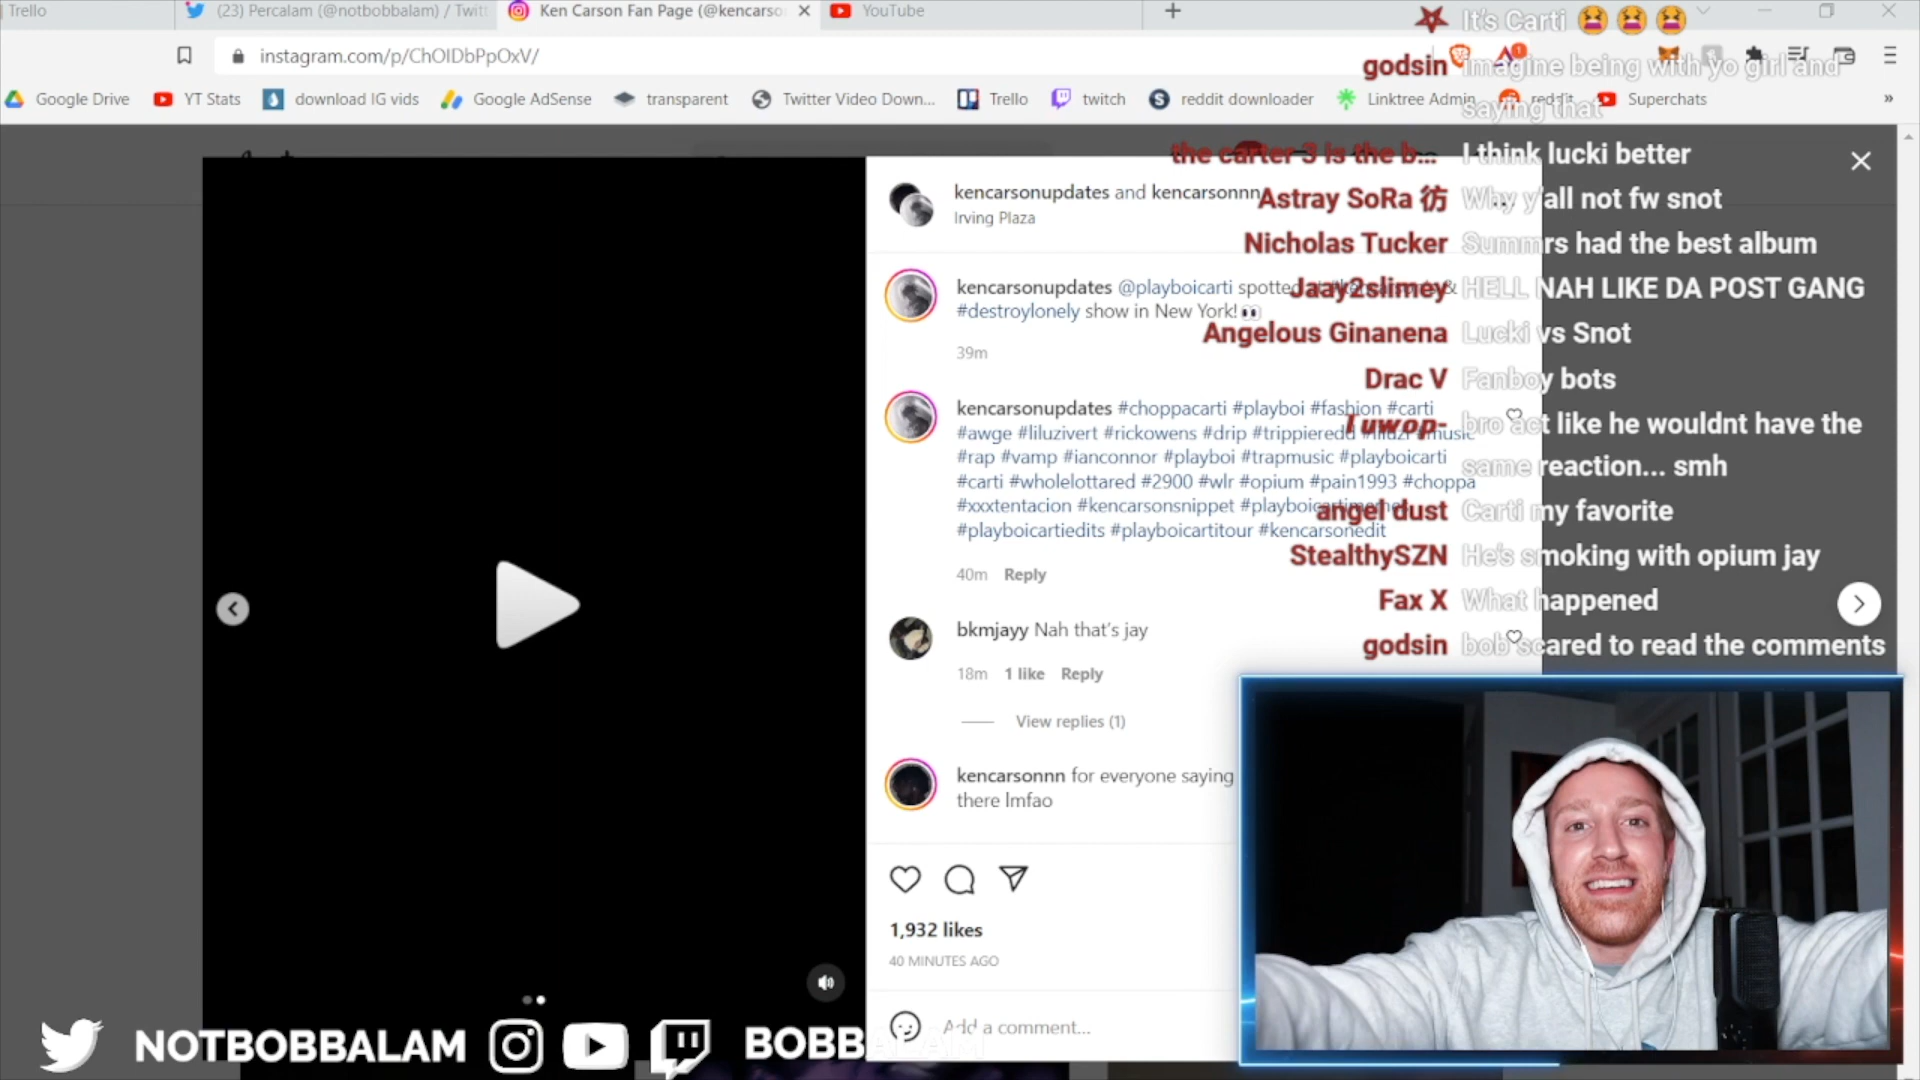 Trello
(23) Percalam (@notbobbalam) / Twitt
Ken Carson Fan Page (@kencarso
YouTube
instagram.com/p/ChOIDbPpOxV/
Google Drive
YT Stats
download IG vids
Google AdSense
transparent
Twitter Video Down...
Trello
twitch
reddit downloader
Linktree Admin
reddit
Superchats
It's Carti 😆 😆 😆
godsin imagine being with yo girl and
saying that
the carter 3 is the b... I think lucki better
Astray SoRa 彷 Why y'all not fw snot
Nicholas Tucker Summrs had the best album
Jaay2slimey HELL NAH LIKE DA POST GANG
Angelous Ginanena Lucki vs Snot
Drac V Fanboy bots
Tuwop- bro act like he wouldnt have the
same reaction... smh
angel dust Carti my favorite
StealthySZN He's smoking with opium jay
Fax X What happened
godsin bob scared to read the comments
kencarsonupdates and kencarsonnn
Irving Plaza
kencarsonupdates @playboicarti spotted &
#destroylonely show in New York! 👀
39m
kencarsonupdates #choppacarti #playboi #fashion #carti
#awge #liluzivert #rickowens #drip #trippieredd #liluzi #music
#rap #vamp #ianconnor #playboi #trapmusic #playboicarti
#carti #wholelottared #2900 #wlr #opium #pain1993 #choppa
#xxxtentacion #kencarsonsnippet #playboicartimemes
#playboicartiedits #playboicartitour #kencarsonedit
40m Reply
bkmjayy Nah that's jay
18m 1 like Reply
View replies (1)
kencarsonnn for everyone saying
there lmfao
1,932 likes
40 MINUTES AGO
Add a comment...
NOTBOBBALAM
BOBBALAM